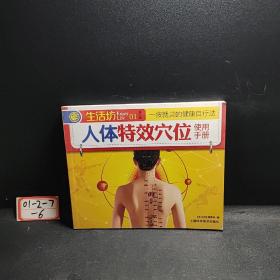 生活坊 01
一按就灵的健康自疗法
人体特效穴位 使用手册
01-2-7
-6